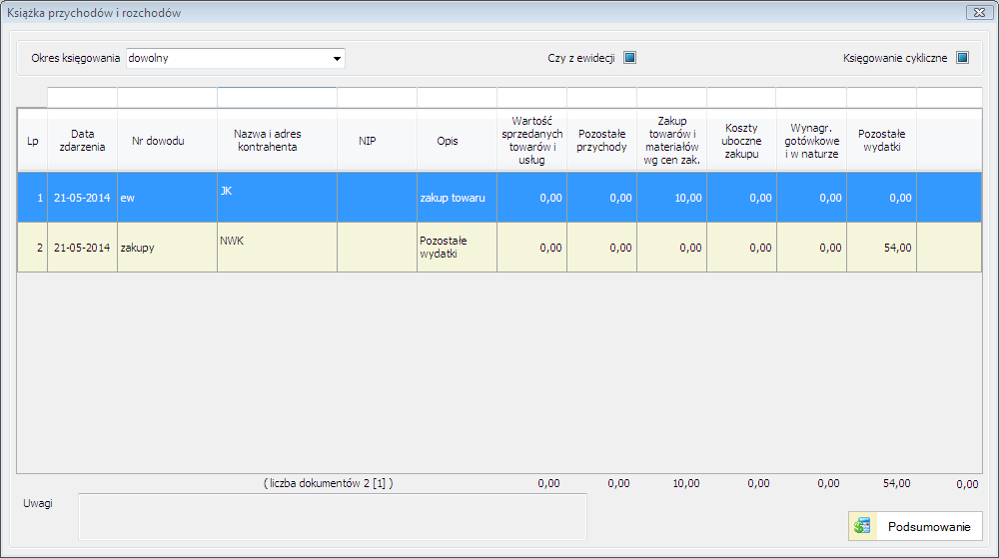 Książka przychodów i rozchodów
Okres księgowania dowolny Czy z ewidecji Księgowanie cykliczne
Lp
Data
zdarzenia
Nr dowodu
Nazwa i adres
kontrahenta
NIP
Opis
Wartość
sprzedanych
towarów i
usług
Pozostałe
przychody
Zakup
towarów i
materiałów
wg cen zak.
Koszty
uboczne
zakupu
Wynagr.
gotówkowe
i w naturze
Pozostałe
wydatki
1 21-05-2014 ew JK zakup towaru 0,00 0,00 10,00 0,00 0,00 0,00
2 21-05-2014 zakupy NWK Pozostałe
wydatki 0,00 0,00 0,00 0,00 0,00 54,00
( liczba dokumentów 2 [1] ) 0,00 0,00 10,00 0,00 0,00 54,00 0,00
Uwagi
Podsumowanie